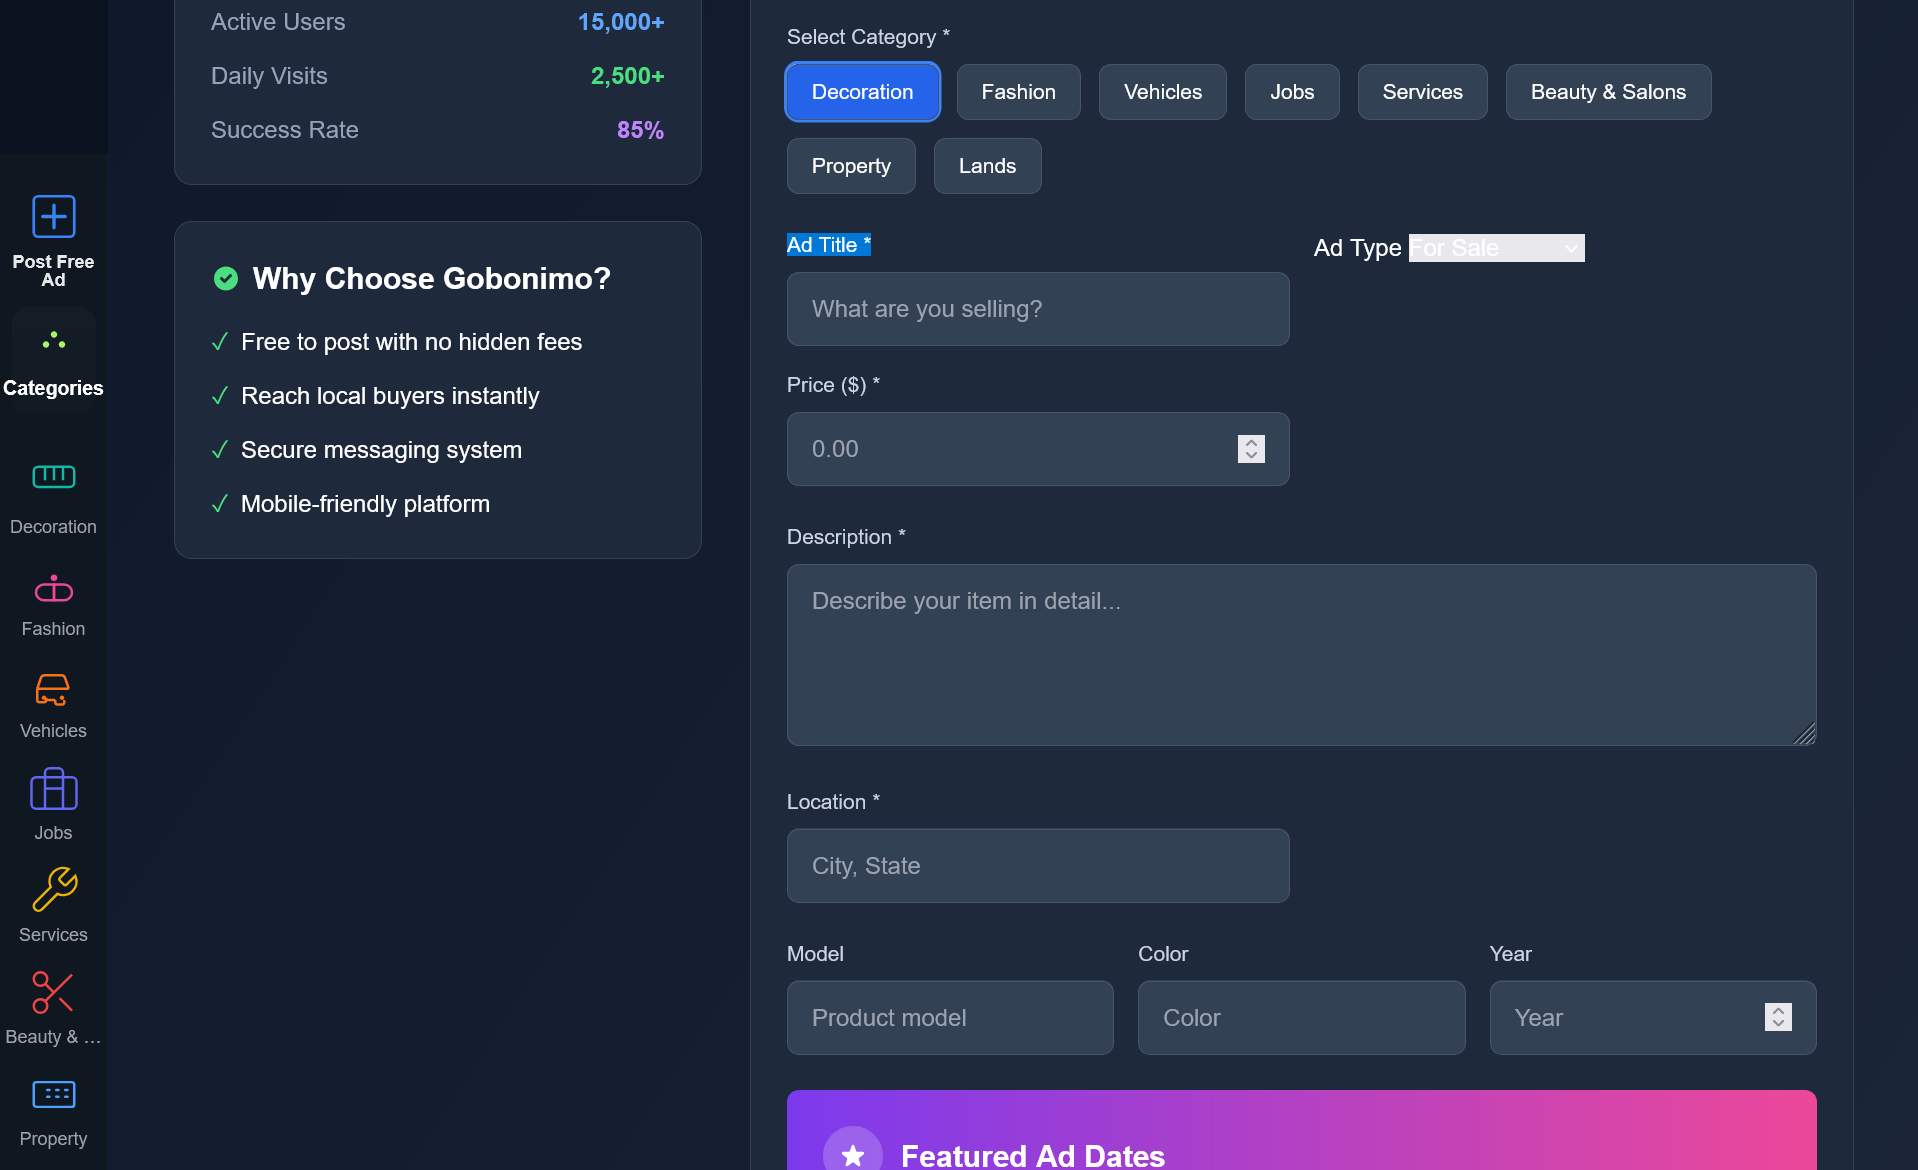 Post Free
Ad
Categories
Decoration
Fashion
Vehicles
Jobs
Services
Beauty & ...
Property
Active Users 15,000+
Daily Visits 2,500+
Success Rate 85%
Why Choose Gobonimo?
✓ Free to post with no hidden fees
✓ Reach local buyers instantly
✓ Secure messaging system
✓ Mobile-friendly platform
Select Category *
Decoration Fashion Vehicles Jobs Services Beauty & Salons
Property Lands
Ad Title * Ad Type For Sale
What are you selling?
Price ($) *
0.00
Description *
Describe your item in detail...
Location *
City, State
Model Color Year
Product model Color Year
Featured Ad Dates